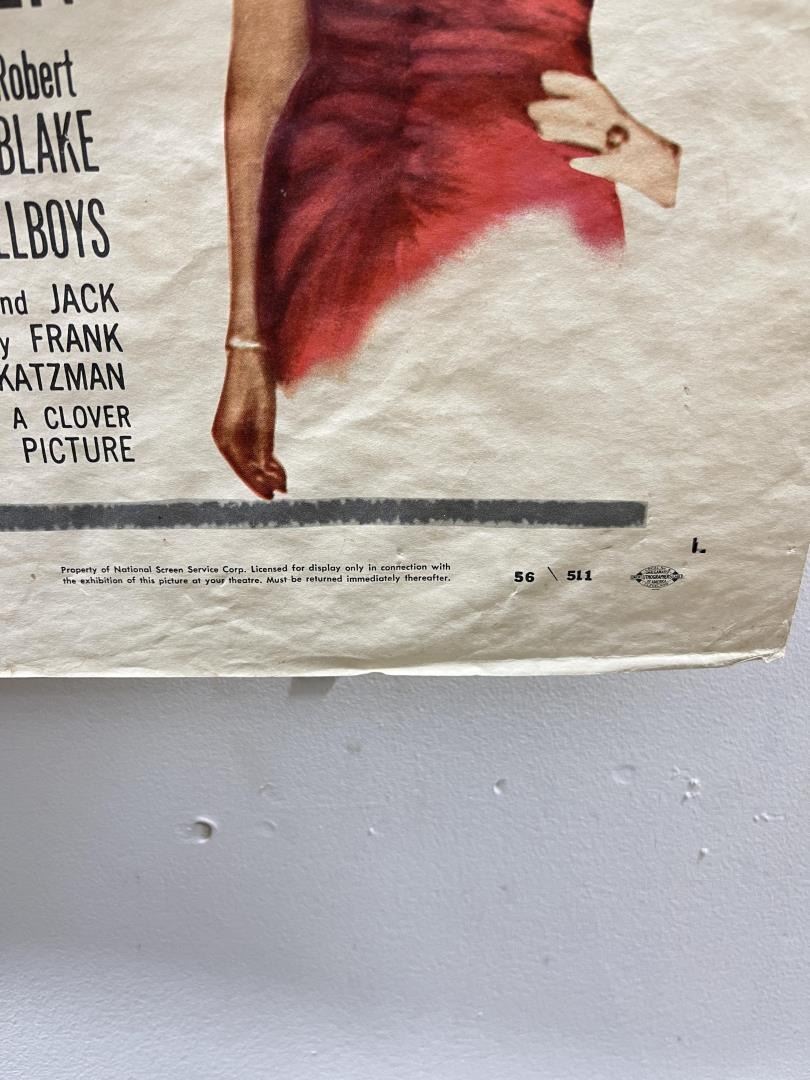 Robert
BLAKE
LLBOYS
nd JACK
y FRANK
KATZMAN
A CLOVER
PICTURE
L
Property of National Screen Service Corp. Licensed for display only in connection with
the exhibition of this picture at your theatre. Must be returned immediately thereafter.
56 \ 511